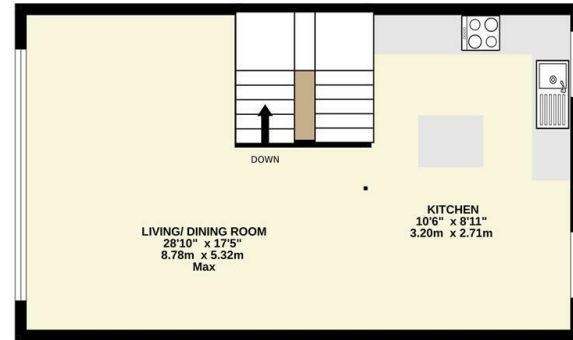 DOWN
LIVING/ DINING ROOM
28'10" x 17'5"
8.78m x 5.32m
Max
KITCHEN
10'6" x 8'11"
3.20m x 2.71m